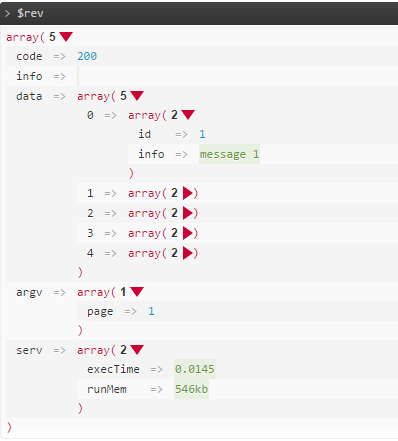 > $rev
array( 5 ▼
code => 200
info =>
data => array( 5 ▼
0 => array( 2 ▼
id => 1
info => message 1
)
1 => array( 2 ▶)
2 => array( 2 ▶)
3 => array( 2 ▶)
4 => array( 2 ▶)
)
argv => array( 1 ▼
page => 1
)
serv => array( 2 ▼
execTime => 0.0145
runMem => 546kb
)
)